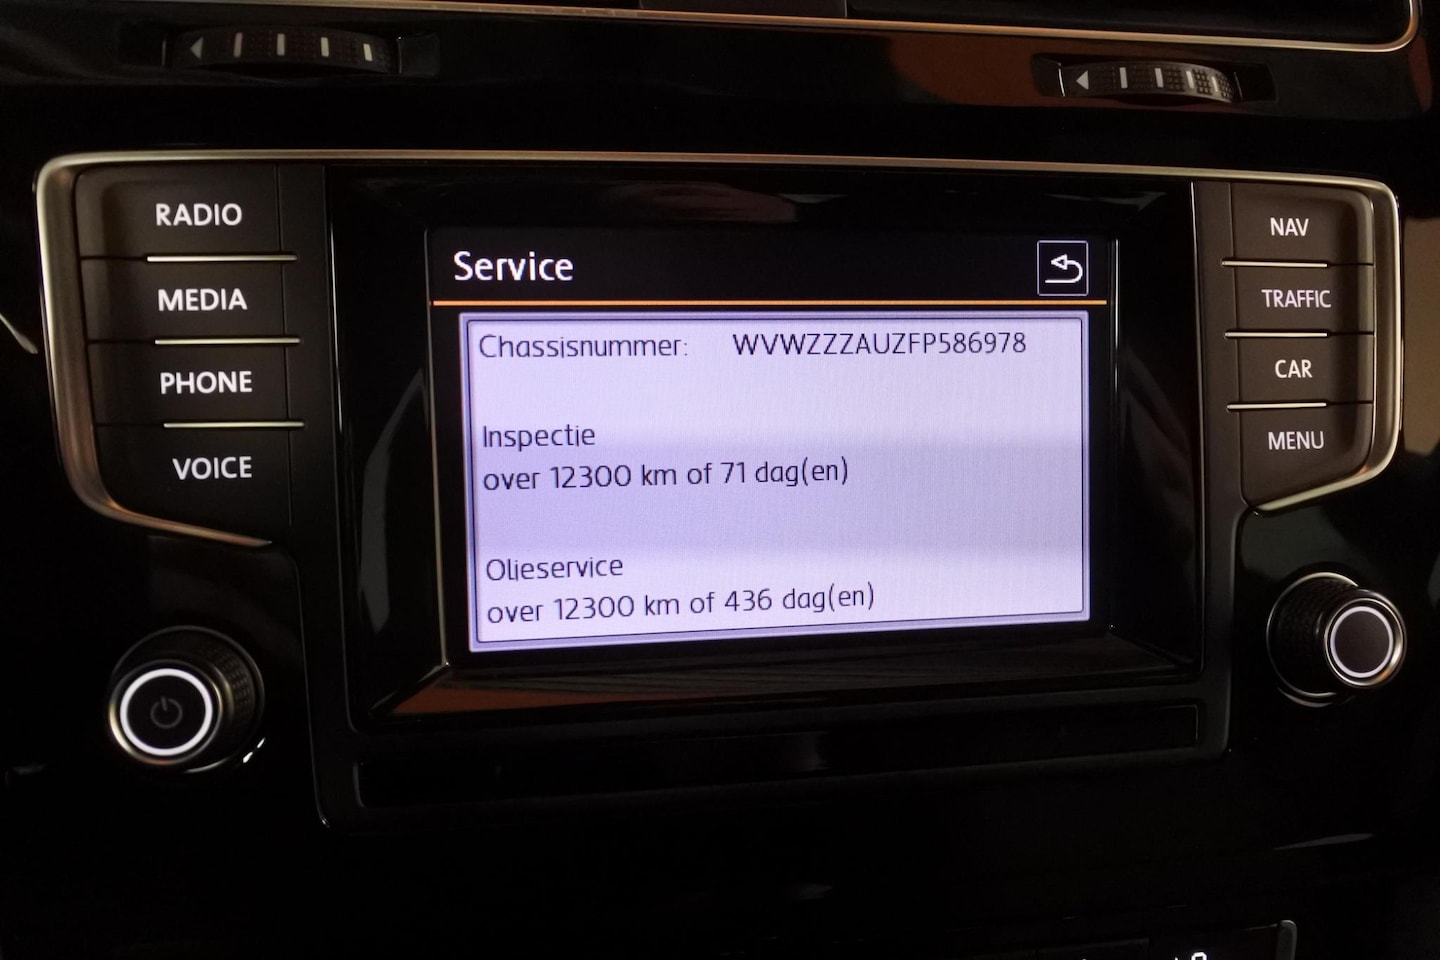 RADIO
MEDIA
PHONE
VOICE
Service
Chassisnummer: WVWZZZAUZFP586978
Inspectie
over 12300 km of 71 dag(en)
Olieservice
over 12300 km of 436 dag(en)
NAV
TRAFFIC
CAR
MENU